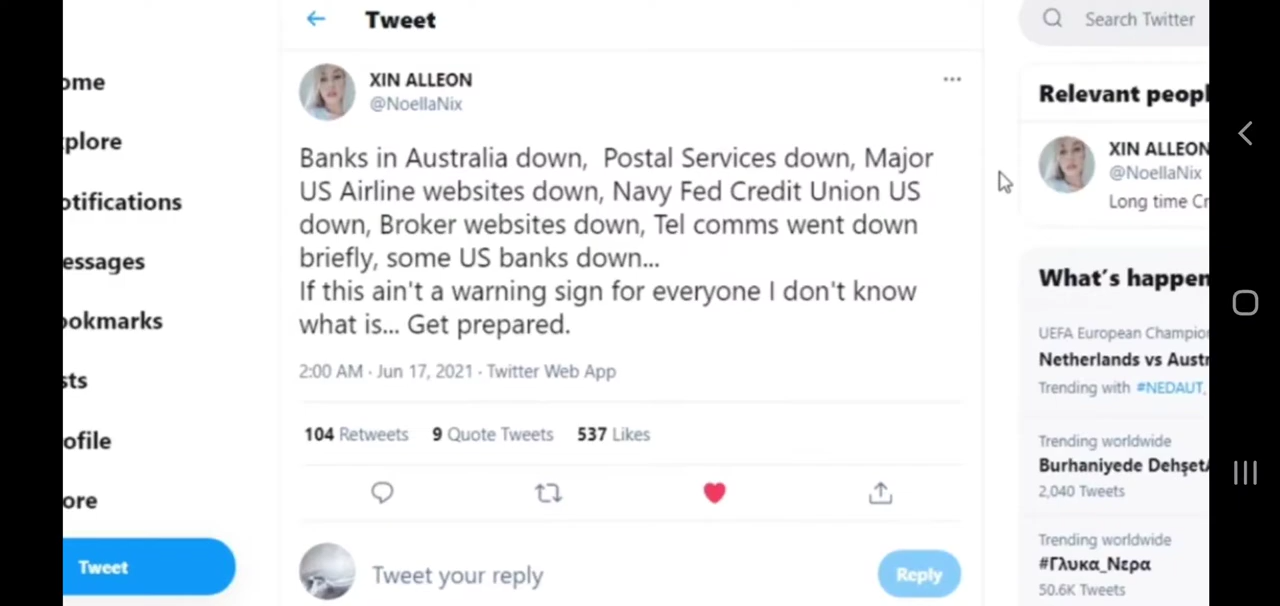 Tweet
Search Twitter
ome
xplore
otifications
essages
ookmarks
sts
rofile
ore
Tweet
XIN ALLEON
@NoellaNix
Banks in Australia down, Postal Services down, Major
US Airline websites down, Navy Fed Credit Union US
down, Broker websites down, Tel comms went down
briefly, some US banks down...
If this ain't a warning sign for everyone I don't know
what is... Get prepared.
2:00 AM · Jun 17, 2021 · Twitter Web App
104 Retweets 9 Quote Tweets 537 Likes
Tweet your reply
Reply
Relevant peopl
XIN ALLEON
@NoellaNix
Long time Cr
What's happen
UEFA European Champio
Netherlands vs Austr
Trending with #NEDAUT,
Trending worldwide
Burhaniyede Dehşet
2,040 Tweets
Trending worldwide
#Γλυκα_Νερα
50.6K Tweets